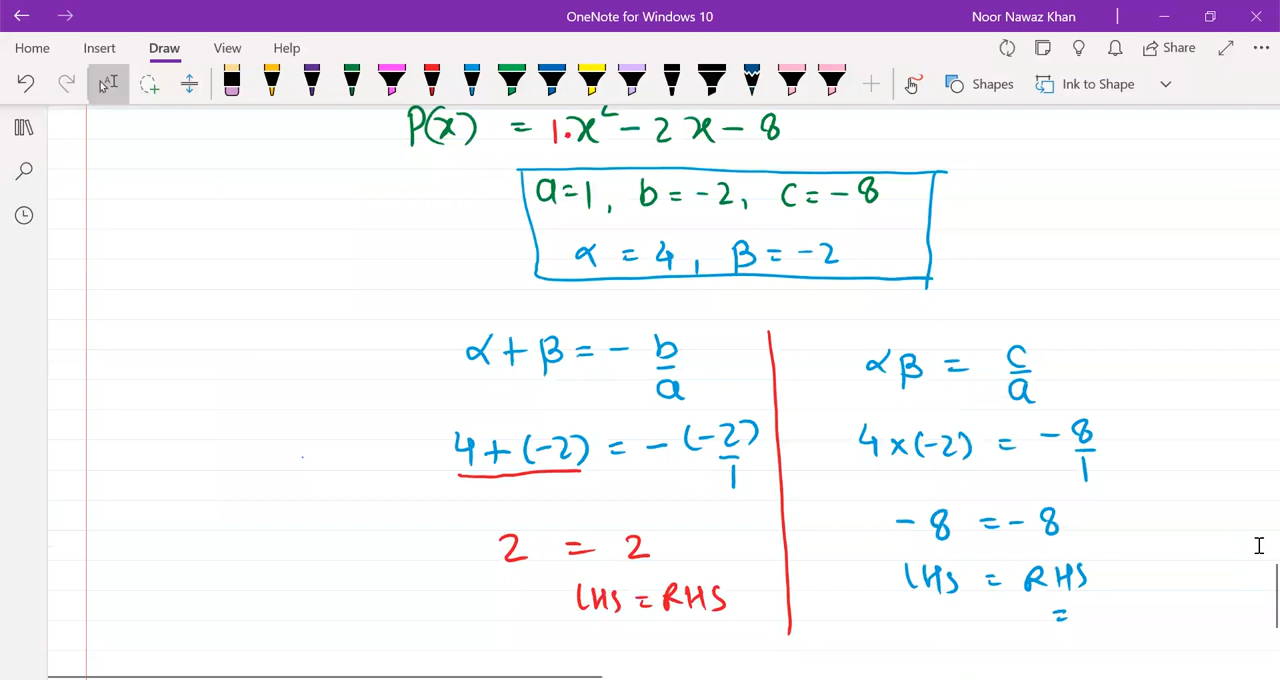 OneNote for Windows 10
Noor Nawaz Khan
Home Insert Draw View Help
Share
Shapes
Ink to Shape
P(x) = 1·x² − 2x − 8
a=1, b = −2, c = −8
α = 4, β = −2
α + β = − b/a
4 + (−2) = − (−2)/1
2 = 2
LHS = RHS
αβ = c/a
4 × (−2) = −8/1
−8 = −8
LHS = RHS
=